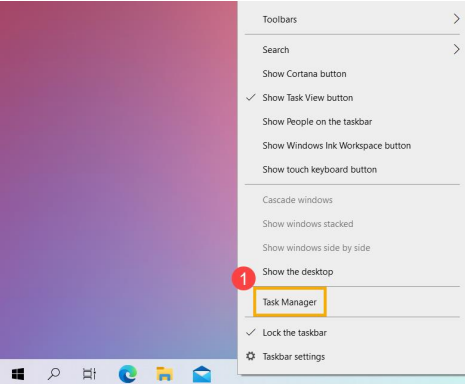 Toolbars
Search
Show Cortana button
Show Task View button
Show People on the taskbar
Show Windows Ink Workspace button
Show touch keyboard button
Cascade windows
Show windows stacked
Show windows side by side
Show the desktop
1
Task Manager
Lock the taskbar
Taskbar settings